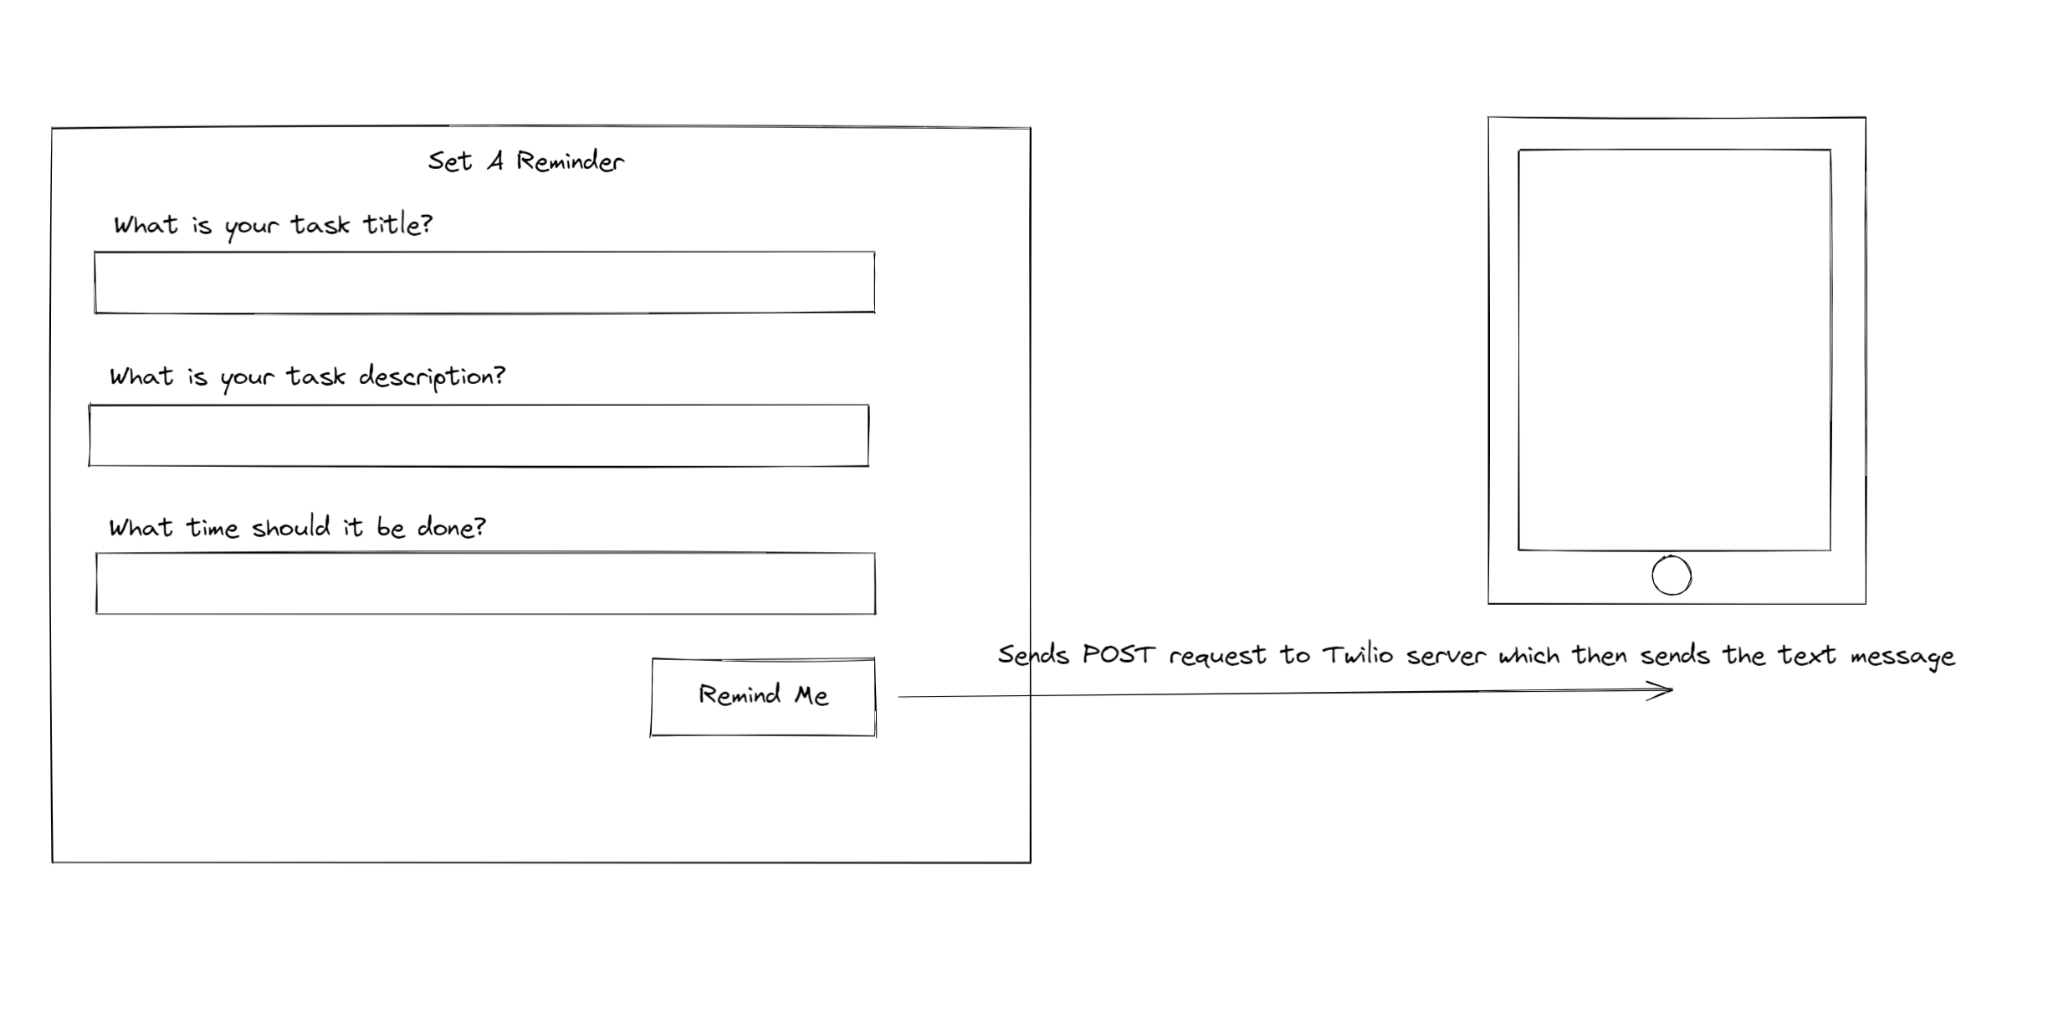 Set A Reminder
What is your task title?
What is your task description?
What time should it be done?
Remind Me
Sends POST request to Twilio server which then sends the text message